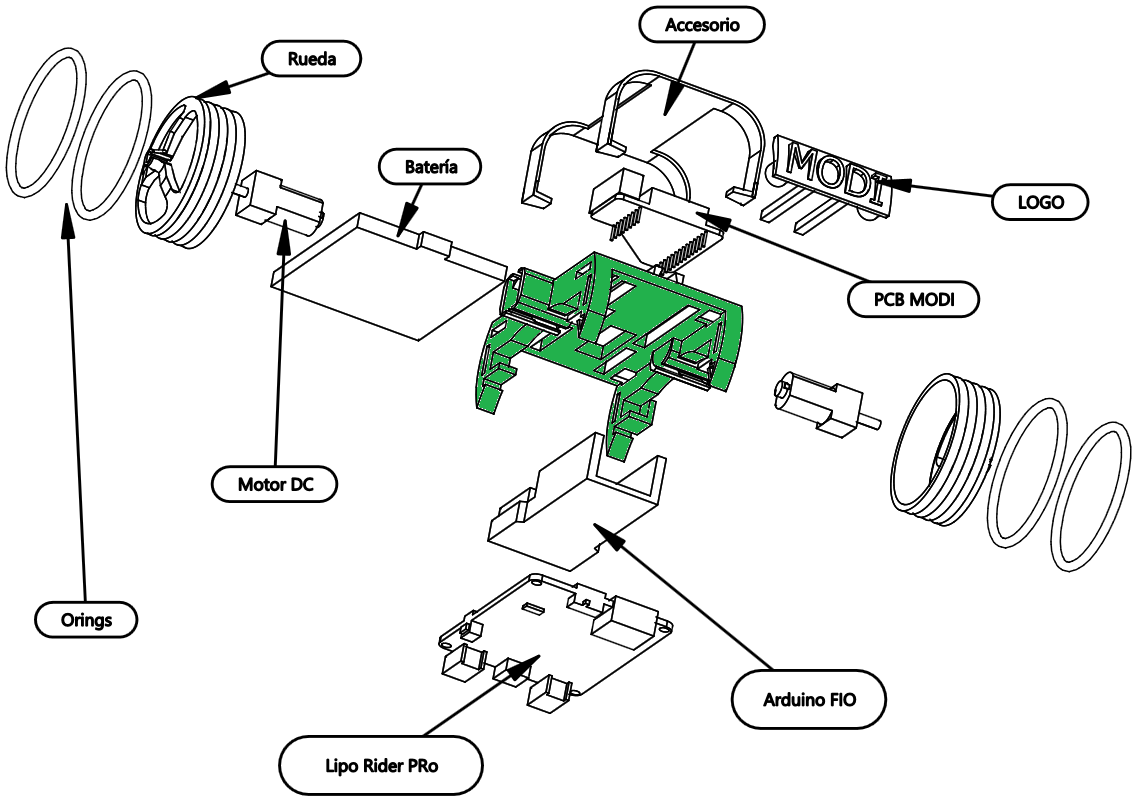 Accesorio
Rueda
Batería
MODI
LOGO
PCB MODI
Motor DC
Orings
Arduino FIO
Lipo Rider PRo